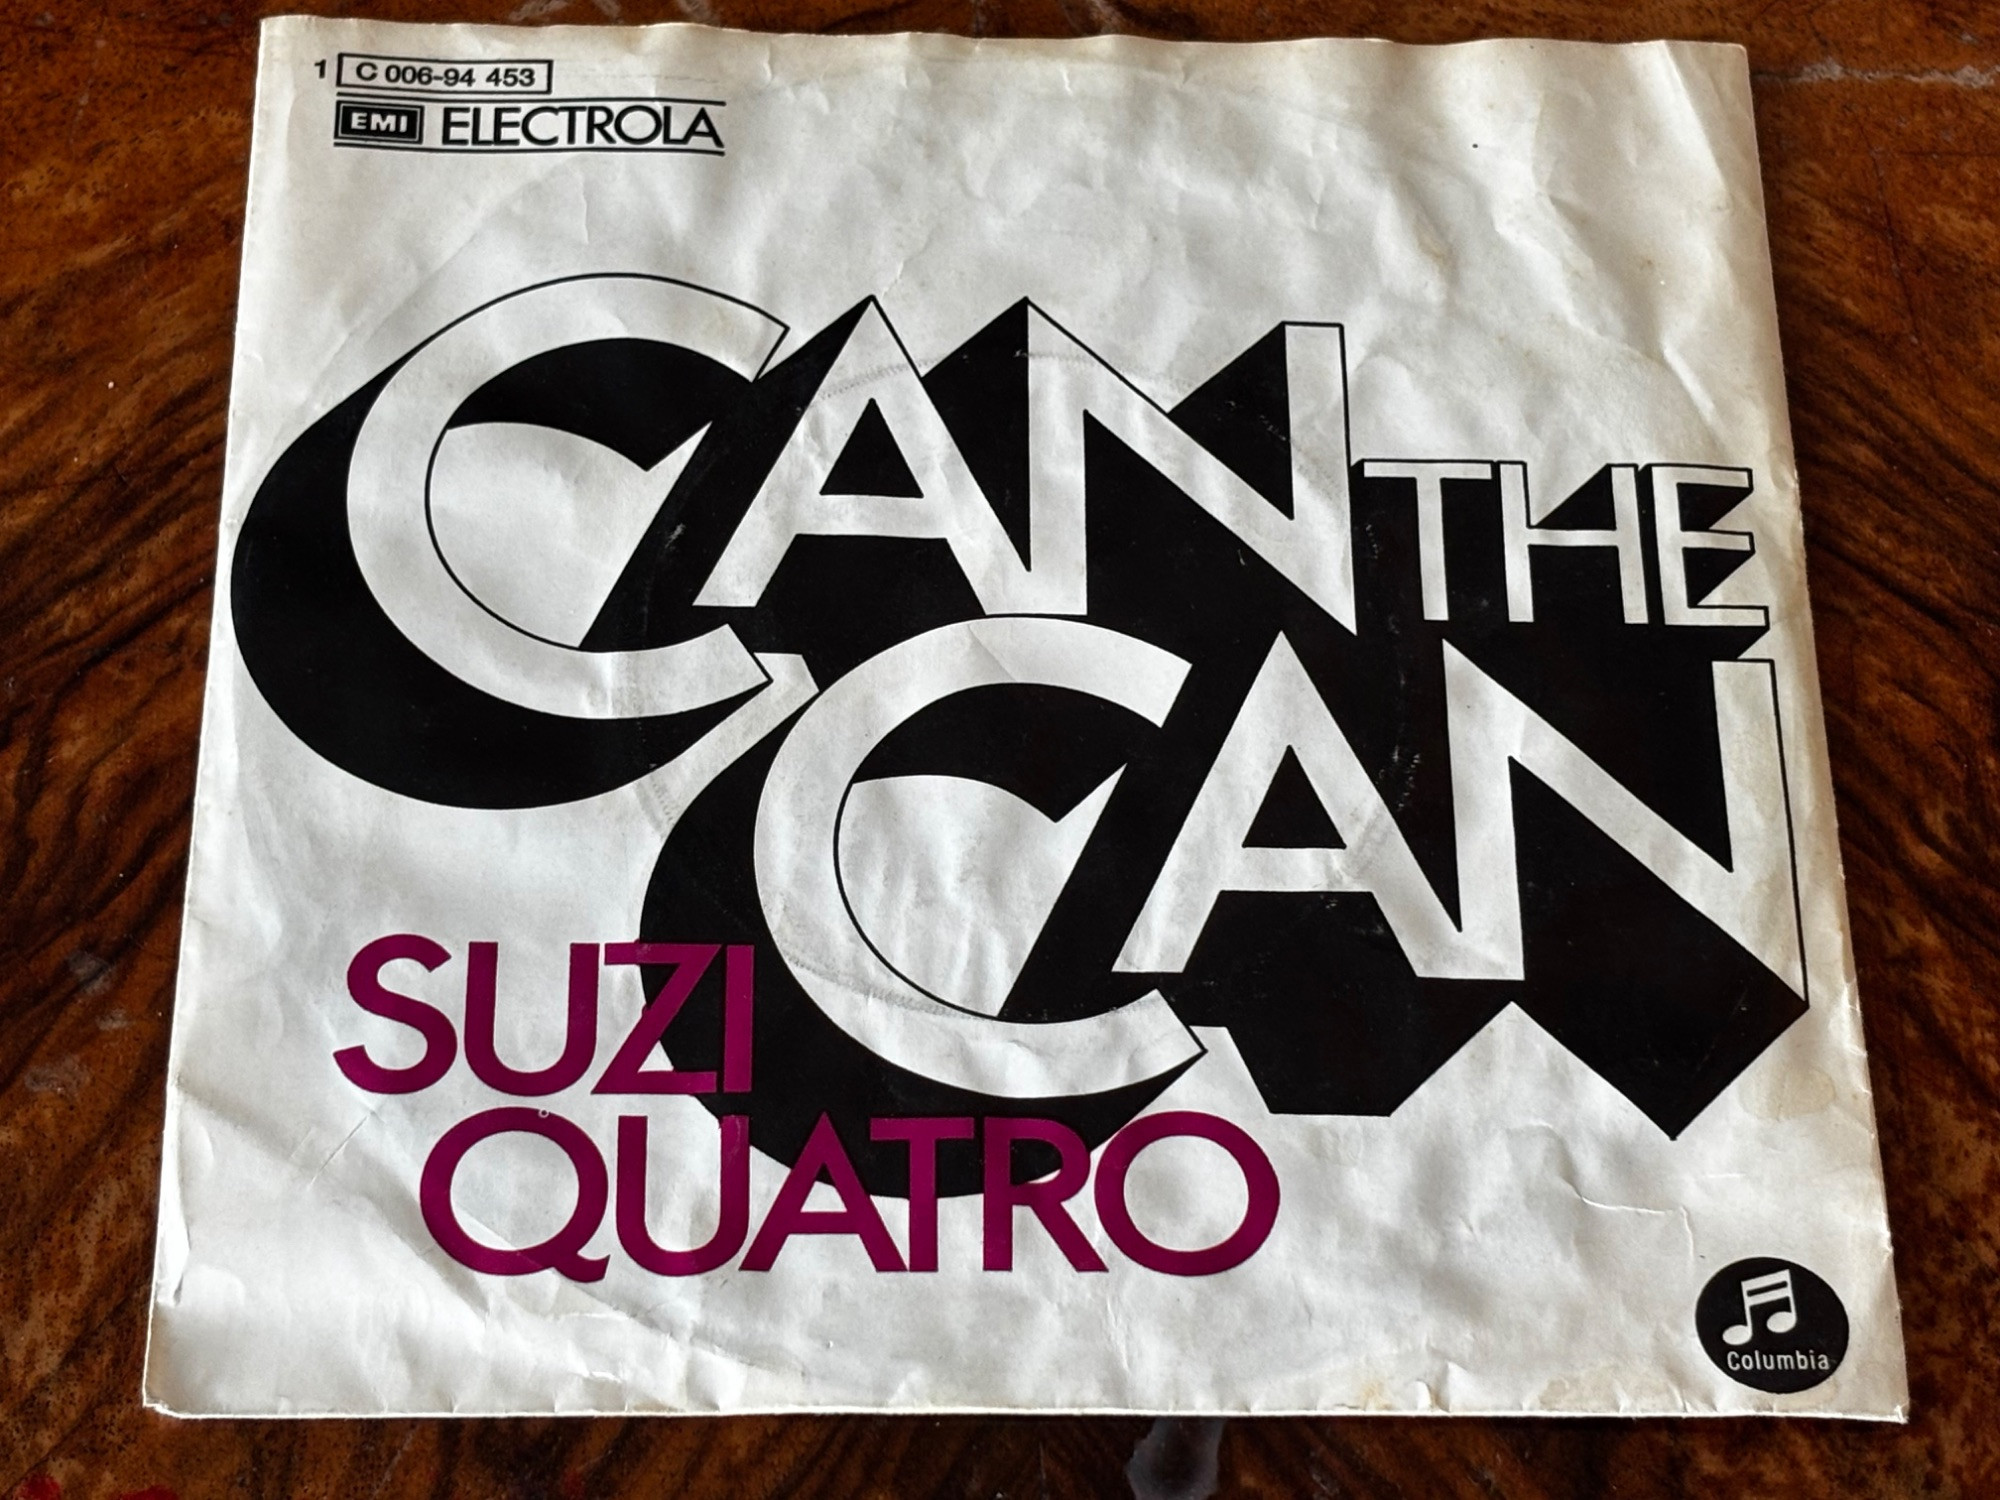 1 C 006-94 453
EMI ELECTROLA
CAN THE
CAN
SUZI
QUATRO
Columbia